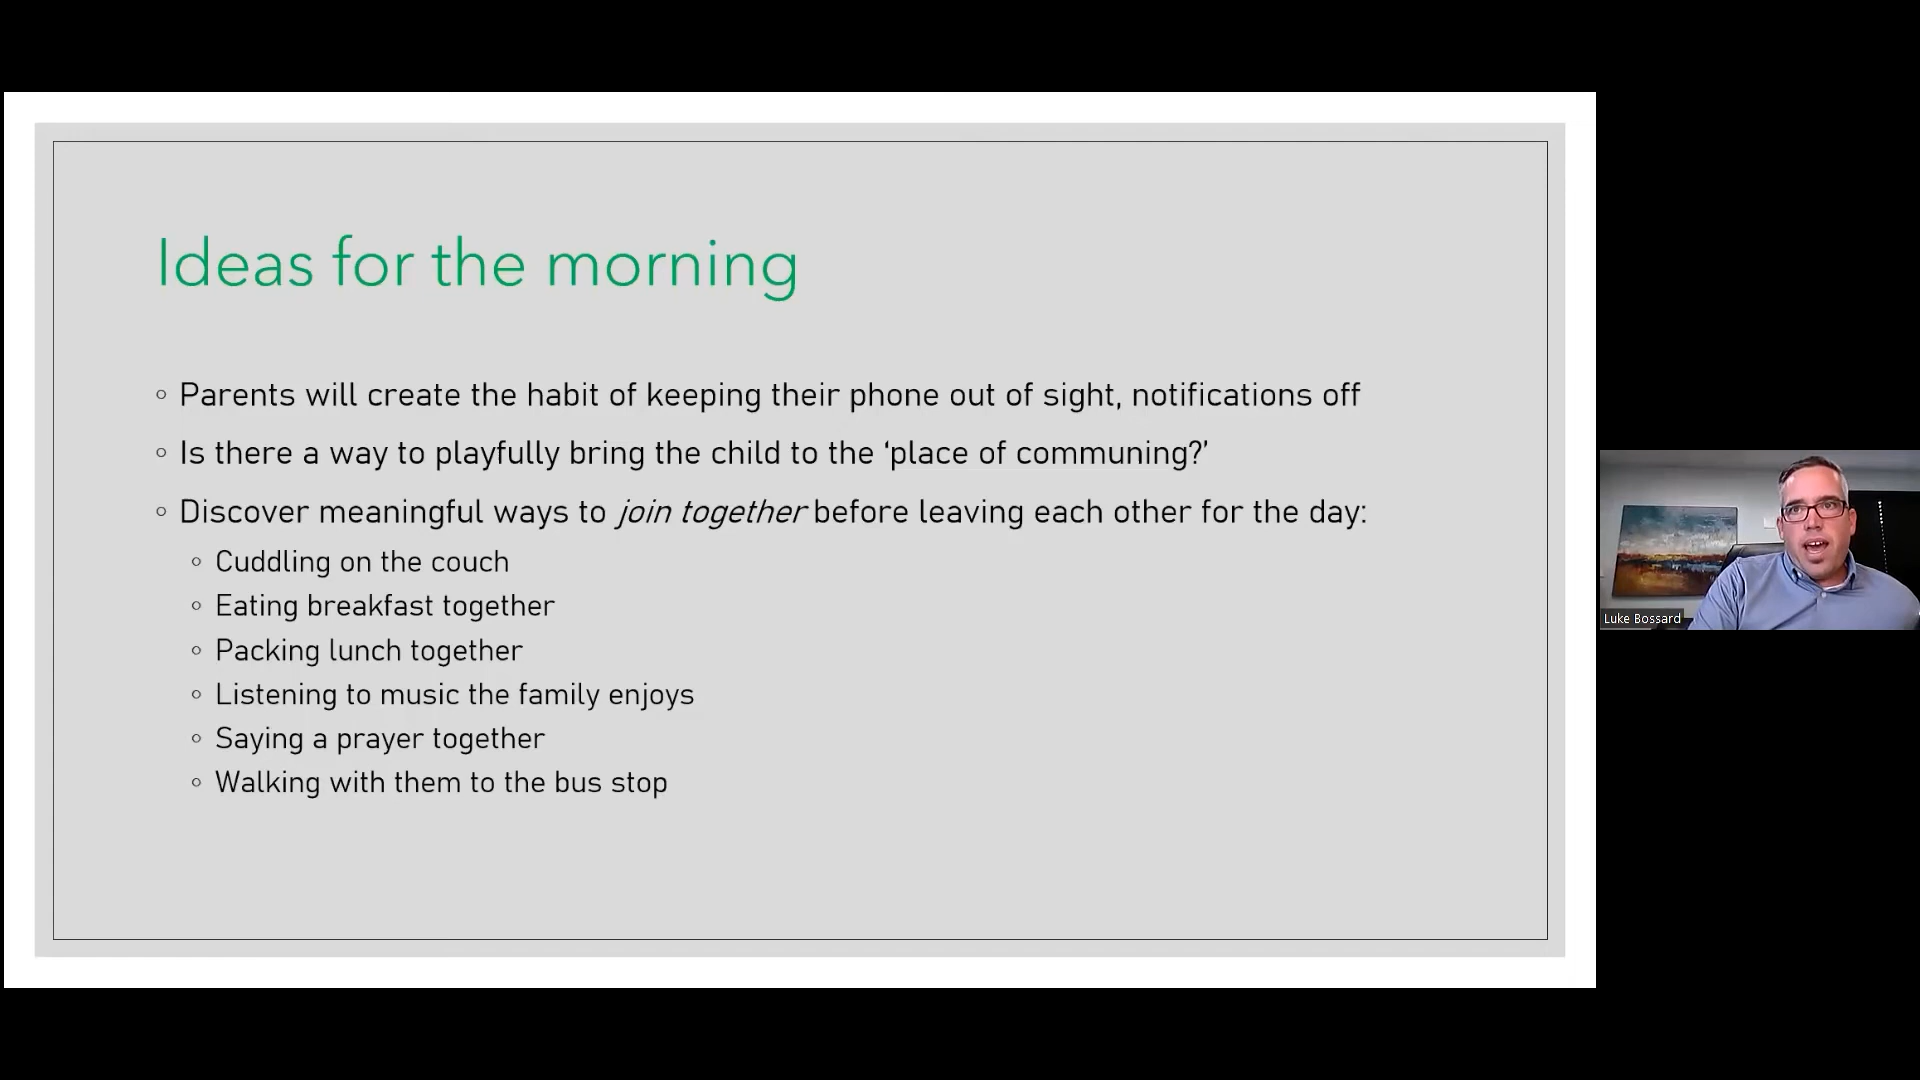 Ideas for the morning
◦ Parents will create the habit of keeping their phone out of sight, notifications off
◦ Is there a way to playfully bring the child to the ‘place of communing?’
◦ Discover meaningful ways to join together before leaving each other for the day:
◦ Cuddling on the couch
◦ Eating breakfast together
◦ Packing lunch together
◦ Listening to music the family enjoys
◦ Saying a prayer together
◦ Walking with them to the bus stop
Luke Bossard